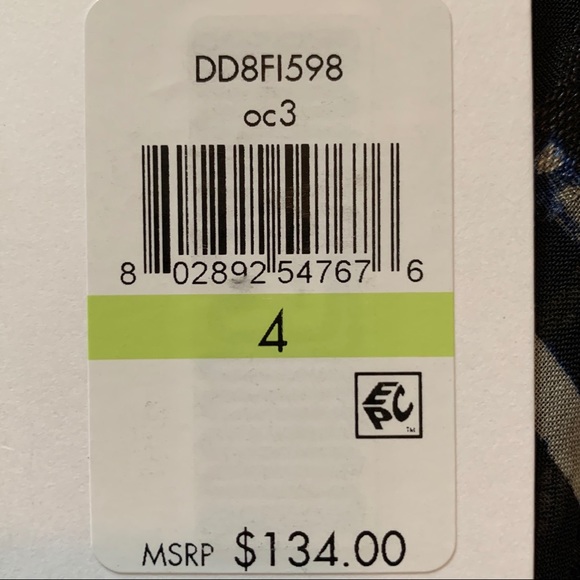 DD8FI598
oc3
8 02892 54767 6
4
EPC
TM
MSRP $134.00